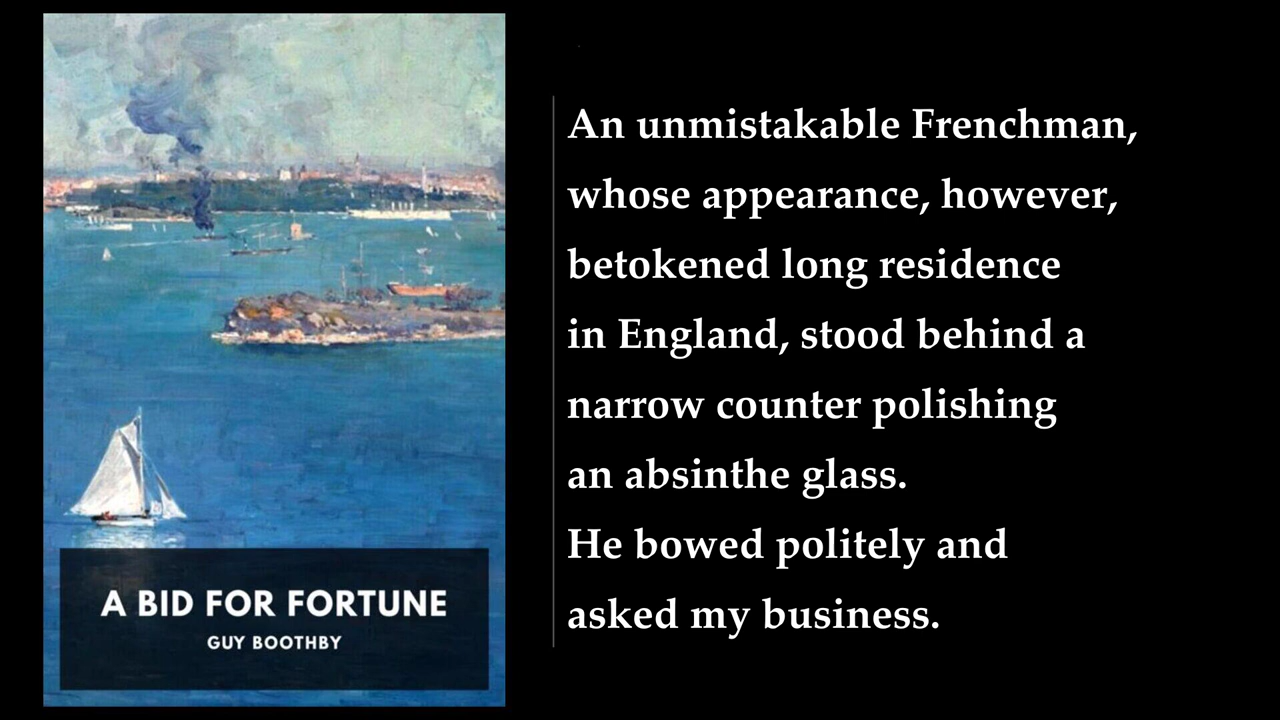 An unmistakable Frenchman,
whose appearance, however,
betokened long residence
in England, stood behind a
narrow counter polishing
an absinthe glass.
He bowed politely and
asked my business.
A BID FOR FORTUNE
GUY BOOTHBY